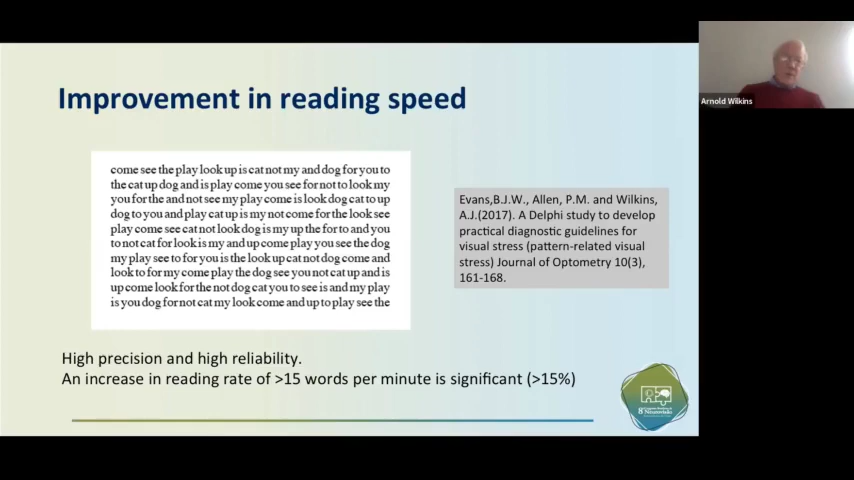 Improvement in reading speed
come see the play look up is cat not my and dog for you to
the cat up dog and is play come you see for not to look my
you for the and not see my play come is look dog cat to up
dog to you and play cat up is my not come for the look see
play come see cat not look dog is my up the for to and you
to not cat for look is my and up come play you see the dog
my play see to for you is the look up cat not dog come and
look to for my come play the dog see you not cat up and is
up come look for the not dog cat you to see is and my play
is you dog for not cat my look come and up to play see the
Evans,B.J.W., Allen, P.M. and Wilkins,
A.J.(2017). A Delphi study to develop
practical diagnostic guidelines for
visual stress (pattern-related visual
stress) Journal of Optometry 10(3),
161-168.
High precision and high reliability.
An increase in reading rate of >15 words per minute is significant (>15%)
Arnold Wilkins